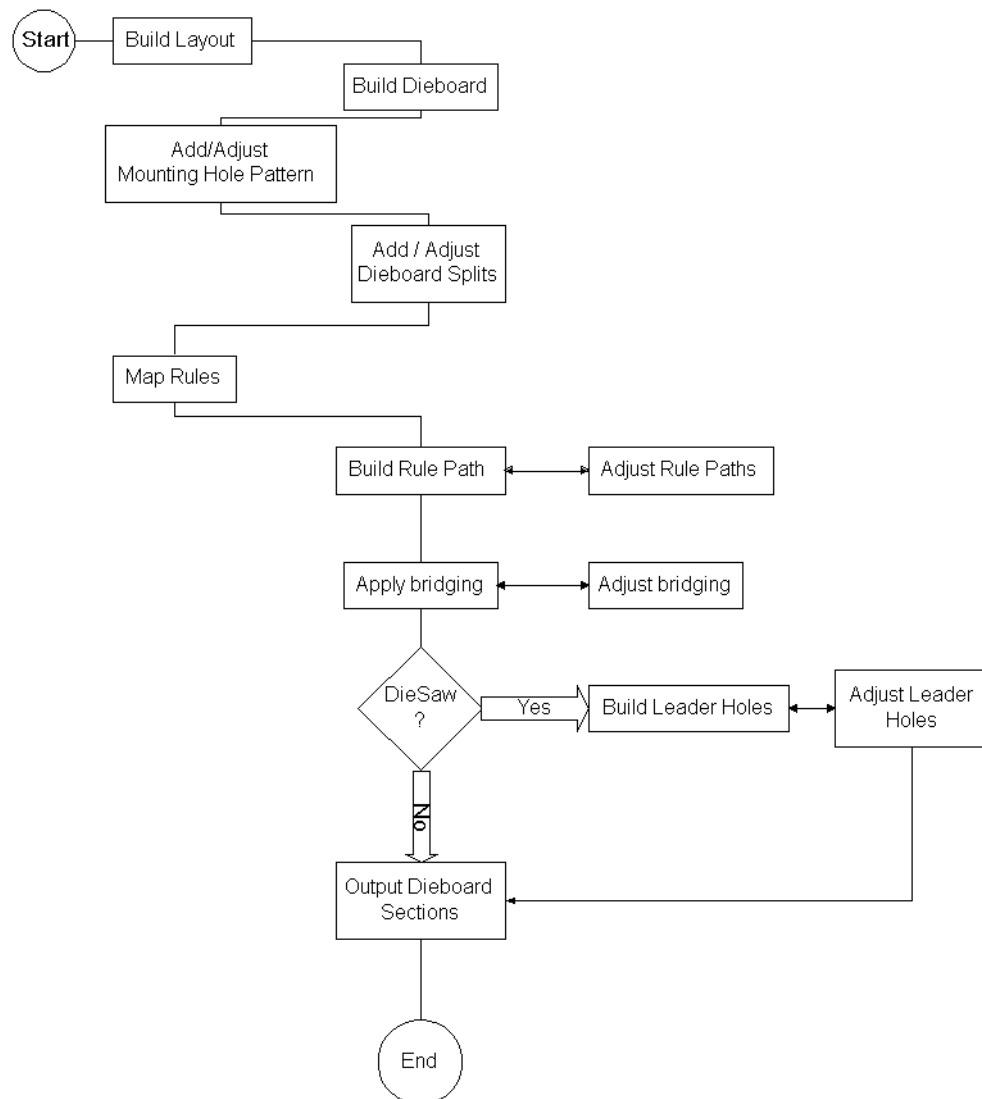 Start
Build Layout
Build Dieboard
Add/Adjust
Mounting Hole Pattern
Add / Adjust
Dieboard Splits
Map Rules
Build Rule Path
Adjust Rule Paths
Apply bridging
Adjust bridging
DieSaw
?
Yes
Build Leader Holes
Adjust Leader
Holes
No
Output Dieboard
Sections
End